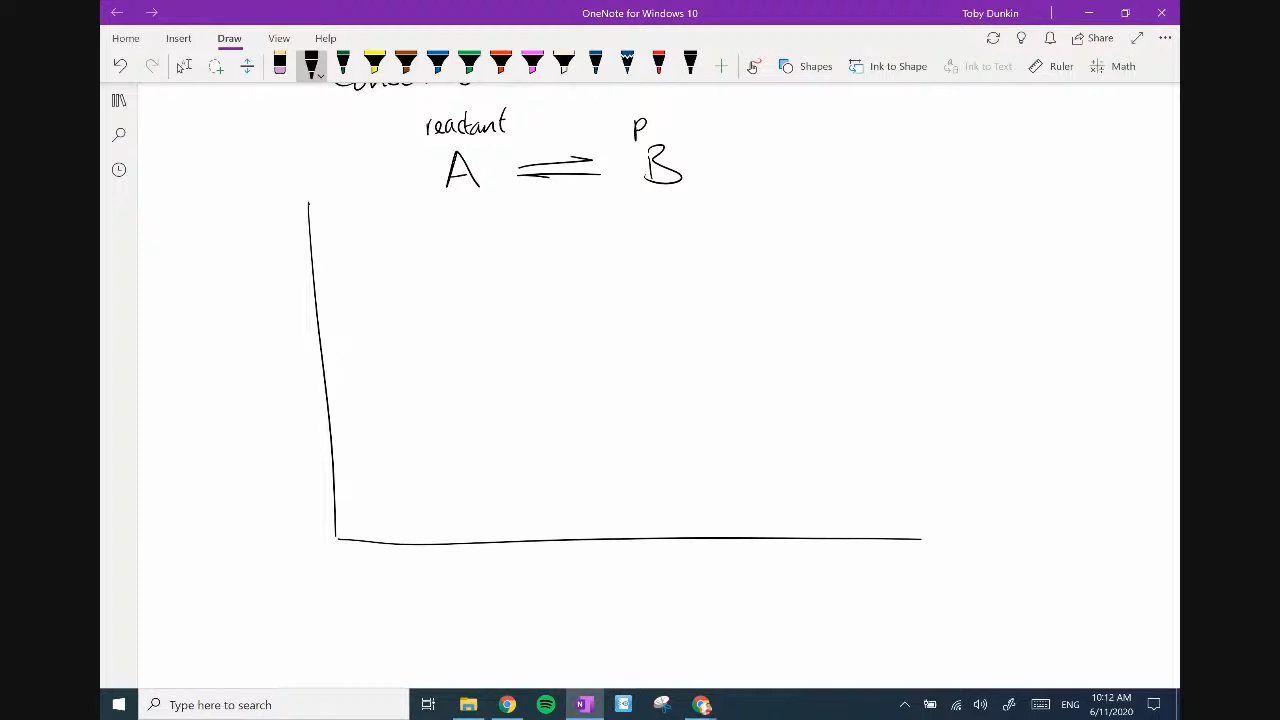 OneNote for Windows 10
Toby Dunkin
Home Insert Draw View Help
Share
Shapes Ink to Shape Ink to Text Ruler Math
reactant p
A ⇌ B
Type here to search
ENG
10:12 AM
6/11/2020